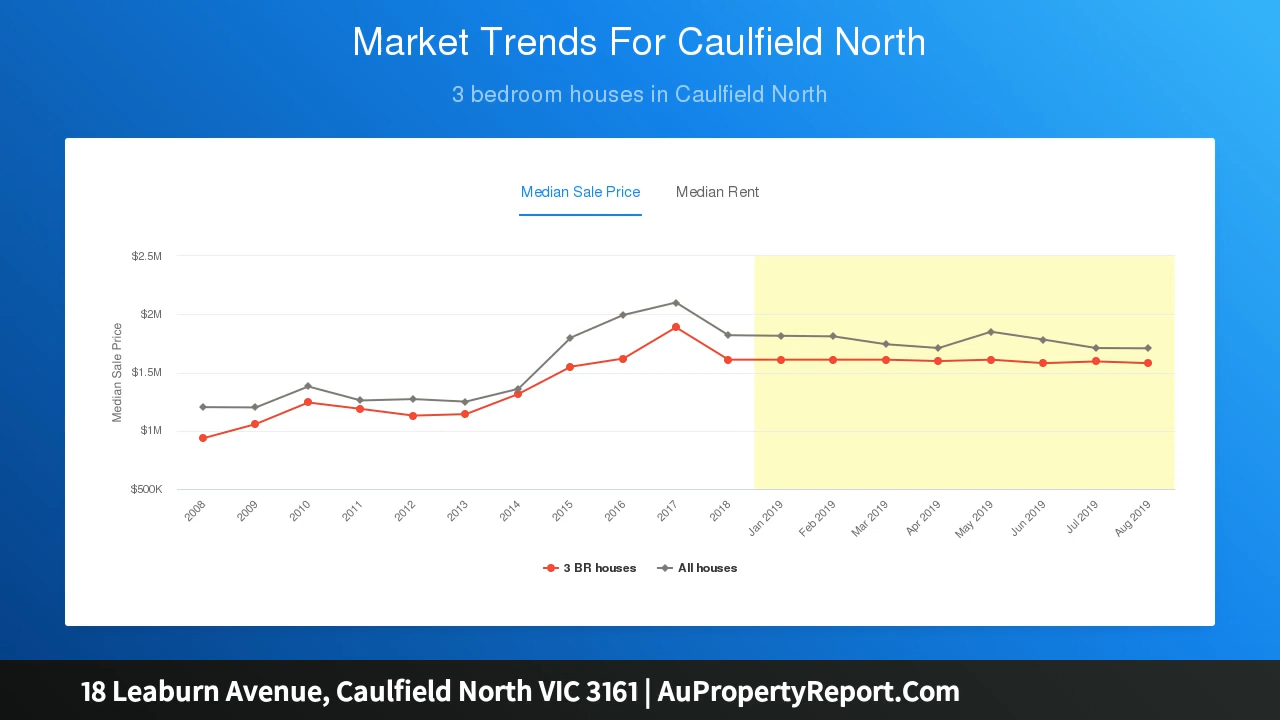 Market Trends For Caulfield North
3 bedroom houses in Caulfield North
Median Sale Price Median Rent
$2.5M
$2M
$1.5M
$1M
$500K
Median Sale Price
2008 2009 2010 2011 2012 2013 2014 2015 2016 2017 2018 Jan 2019 Feb 2019 Mar 2019 Apr 2019 May 2019 Jun 2019 Jul 2019 Aug 2019
3 BR houses All houses
18 Leaburn Avenue, Caulfield North VIC 3161 | AuPropertyReport.Com